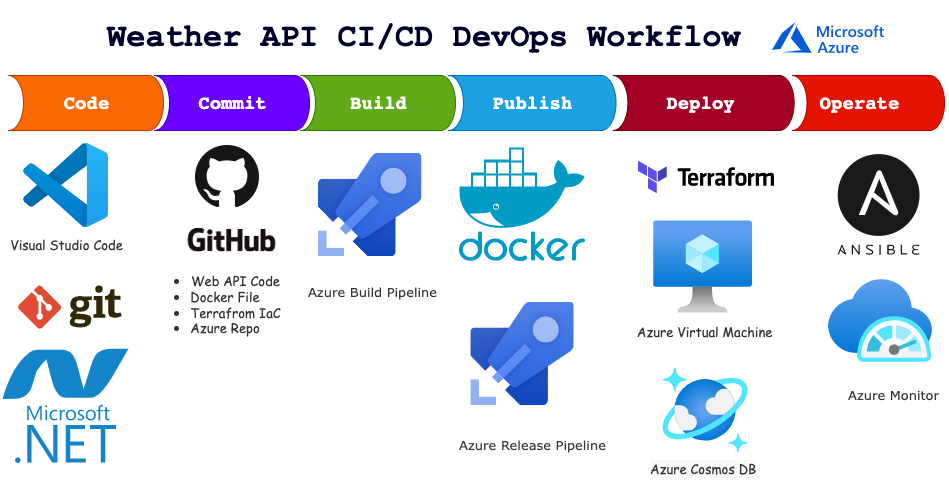 Weather API CI/CD DevOps Workflow
Microsoft
Azure
Code
Commit
Build
Publish
Deploy
Operate
Visual Studio Code
git
Microsoft
.NET
GitHub
• Web API Code
• Docker File
• Terrafrom IaC
• Azure Repo
Azure Build Pipeline
docker
Azure Release Pipeline
Terraform
Azure Virtual Machine
Azure Cosmos DB
ANSIBLE
Azure Monitor